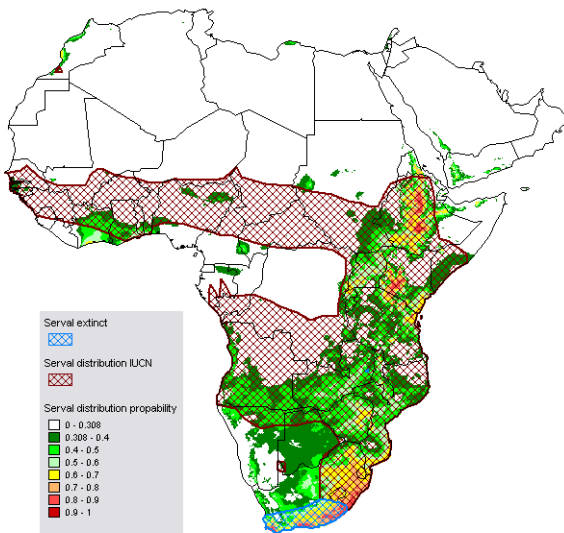 Serval extinct
Serval distribution IUCN
Serval distribution propability
0 - 0.308
0.308 - 0.4
0.4 - 0.5
0.5 - 0.6
0.6 - 0.7
0.7 - 0.8
0.8 - 0.9
0.9 - 1